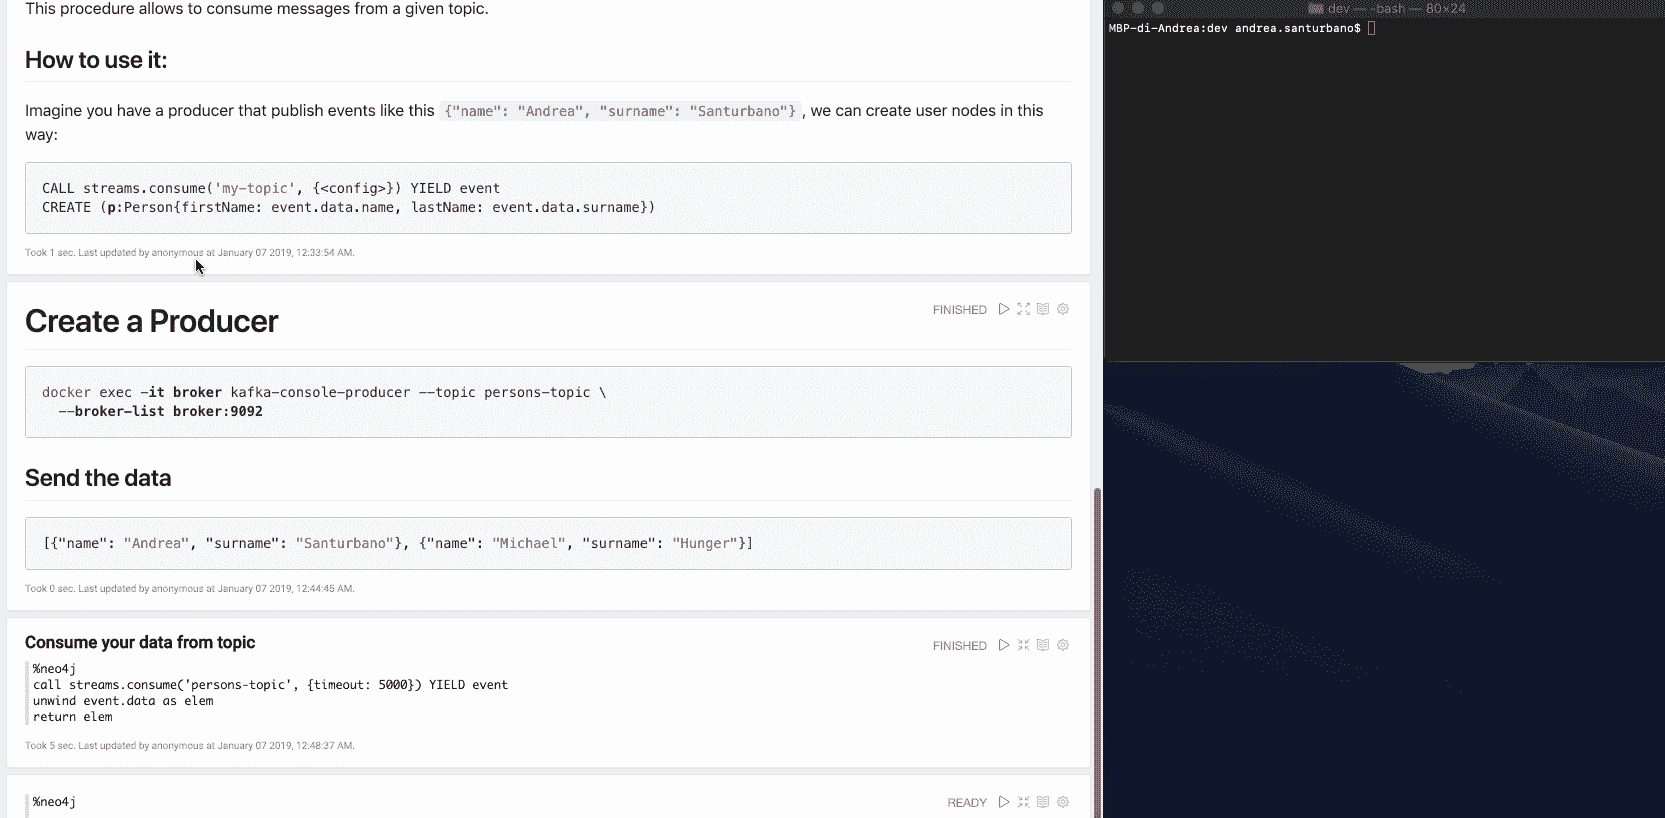 This procedure allows to consume messages from a given topic.
How to use it:
Imagine you have a producer that publish events like this {"name": "Andrea", "surname": "Santurbano"} , we can create user nodes in this
way:
CALL streams.consume('my-topic', {<config>}) YIELD event
CREATE (p:Person{firstName: event.data.name, lastName: event.data.surname})
Took 1 sec. Last updated by anonymous at January 07 2019, 12:33:54 AM.
Create a Producer
FINISHED
docker exec -it broker kafka-console-producer --topic persons-topic \
--broker-list broker:9092
Send the data
[{"name": "Andrea", "surname": "Santurbano"}, {"name": "Michael", "surname": "Hunger"}]
Took 0 sec. Last updated by anonymous at January 07 2019, 12:44:45 AM.
Consume your data from topic
FINISHED
%neo4j
call streams.consume('persons-topic', {timeout: 5000}) YIELD event
unwind event.data as elem
return elem
Took 5 sec. Last updated by anonymous at January 07 2019, 12:48:37 AM.
%neo4j
READY
dev — -bash — 80×24
MBP-di-Andrea:dev andrea.santurbano$